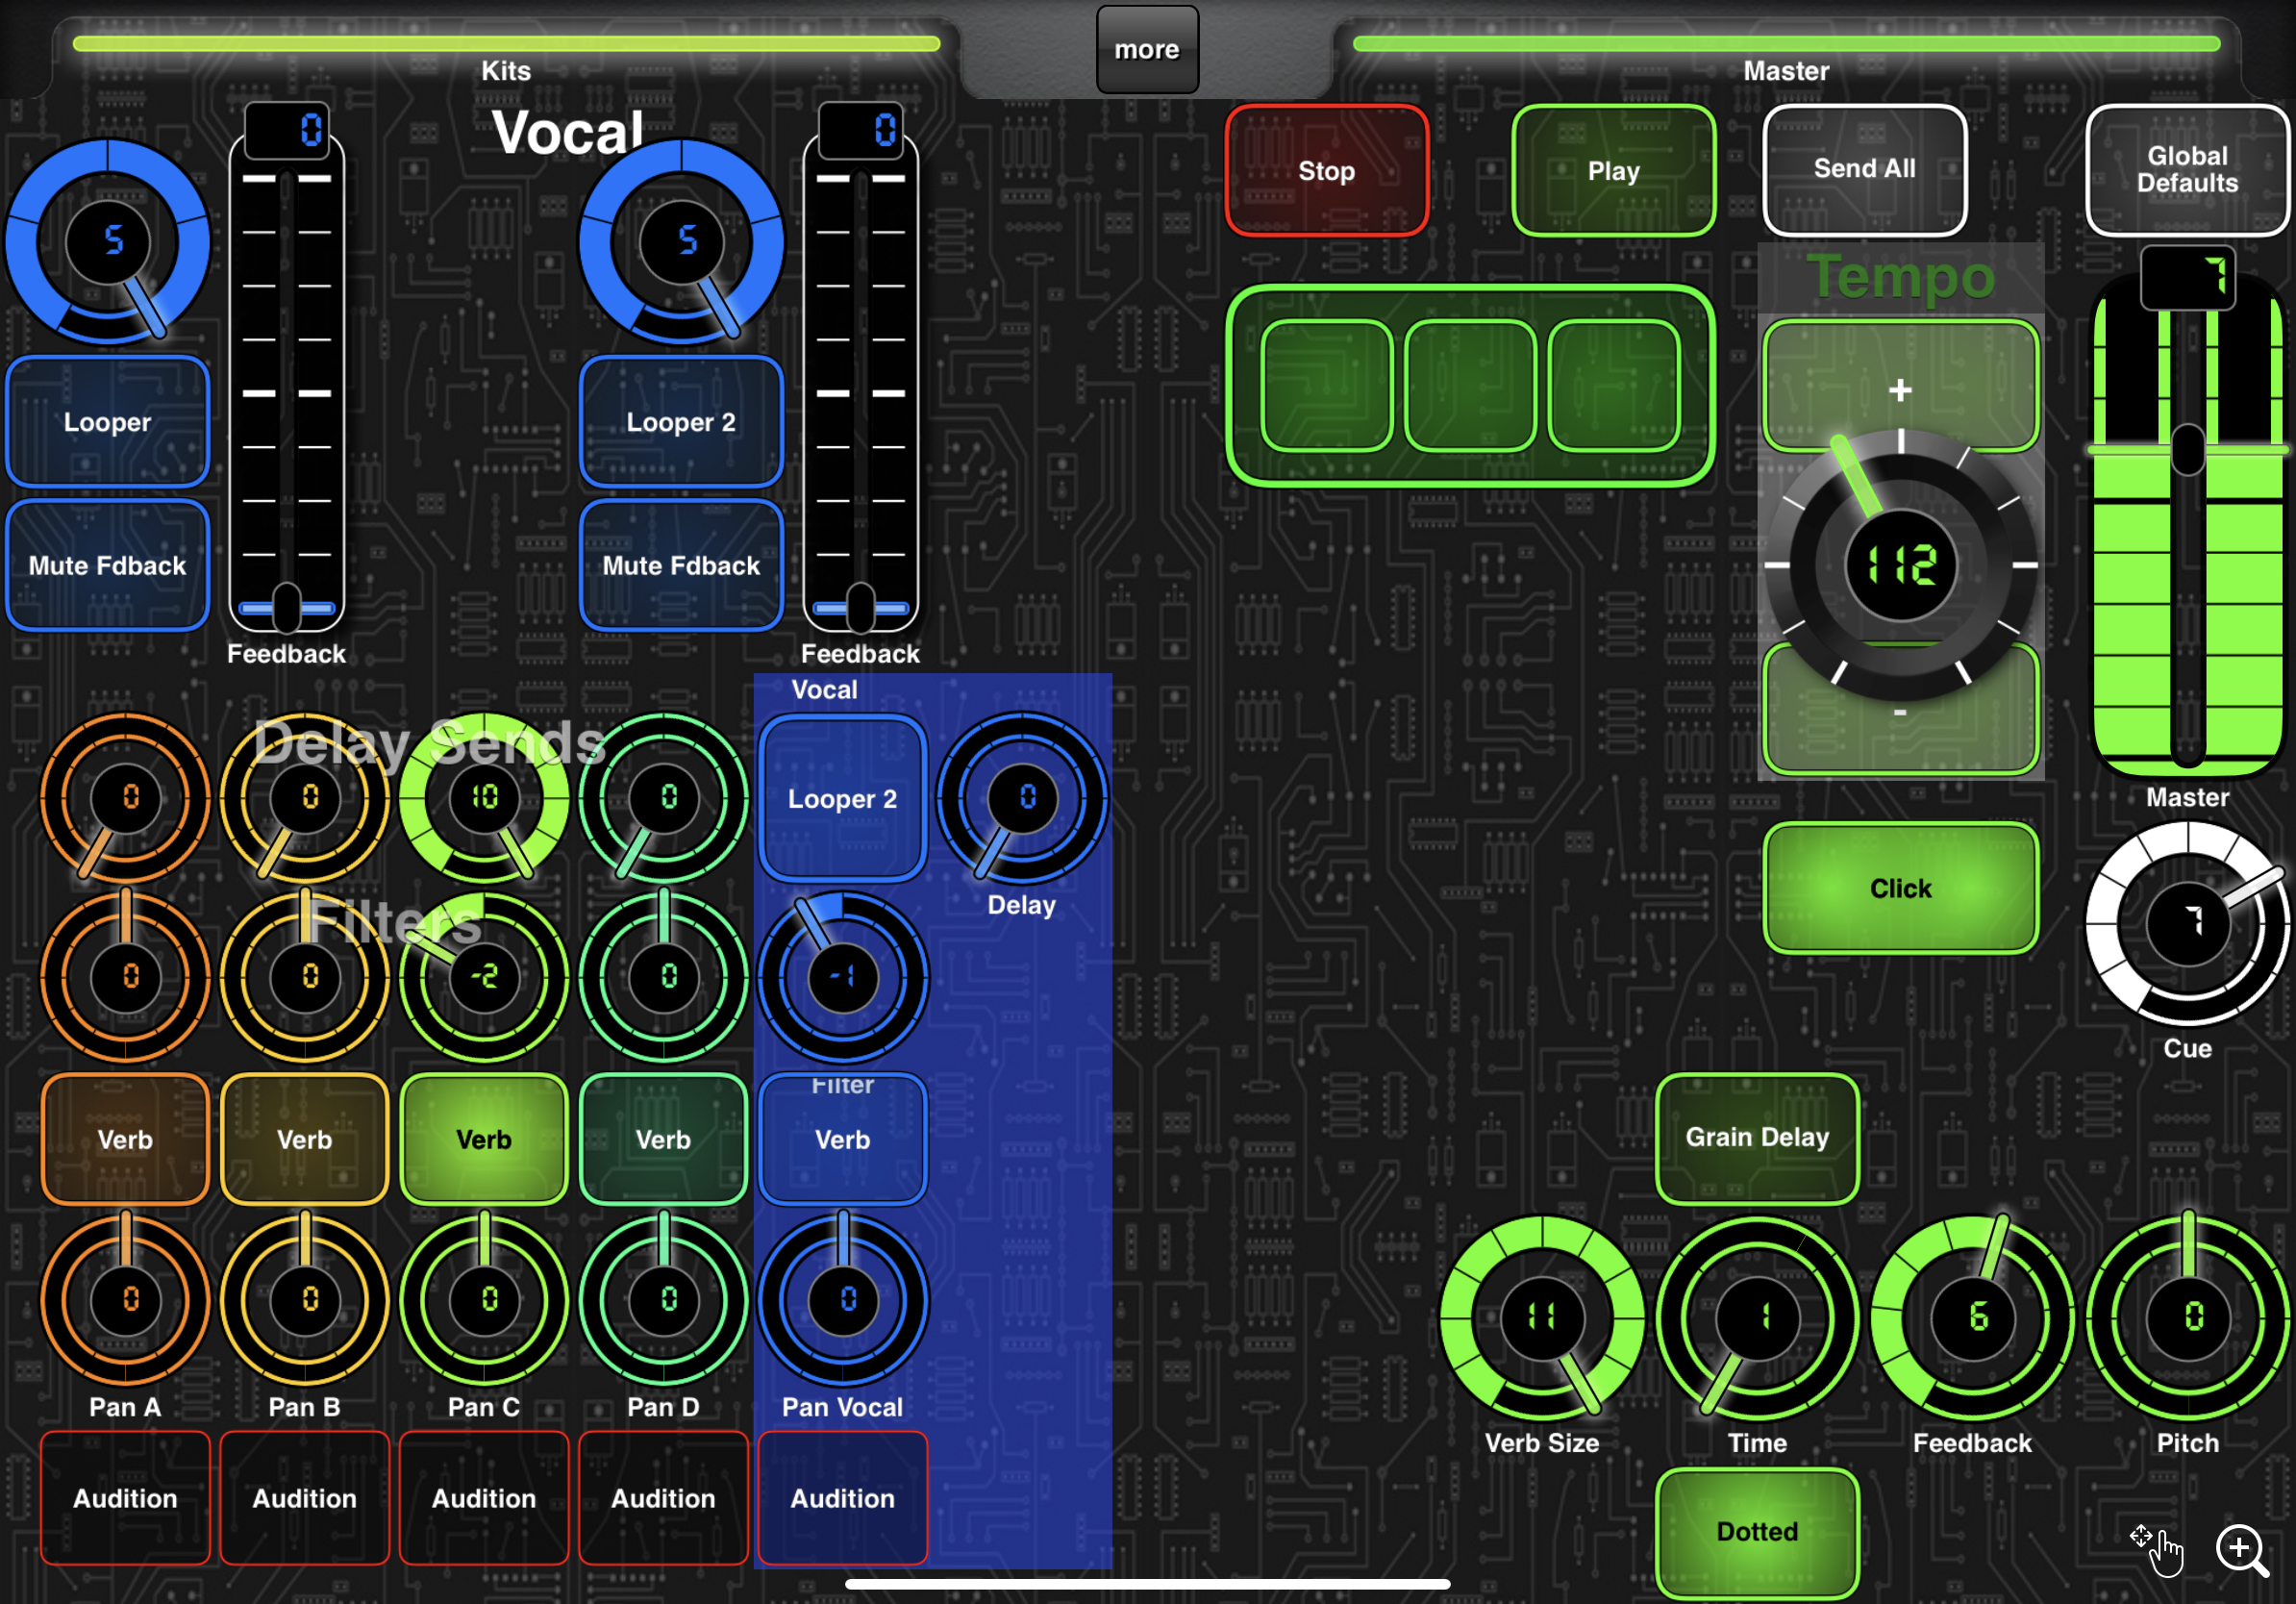 more
Kits
Master
Vocal
0
0
5
5
Stop
Play
Send All
Global
Defaults
Tempo
7
Looper
Looper 2
+
Mute Fdback
Mute Fdback
112
Feedback
Feedback
-
Vocal
Delay Sends
0
0
10
0
Looper 2
0
Master
Delay
Click
Filters
0
0
-2
0
-1
7
Cue
Filter
Verb
Verb
Verb
Verb
Verb
Grain Delay
0
0
0
0
0
11
1
6
0
Pan A
Pan B
Pan C
Pan D
Pan Vocal
Verb Size
Time
Feedback
Pitch
Audition
Audition
Audition
Audition
Audition
Dotted